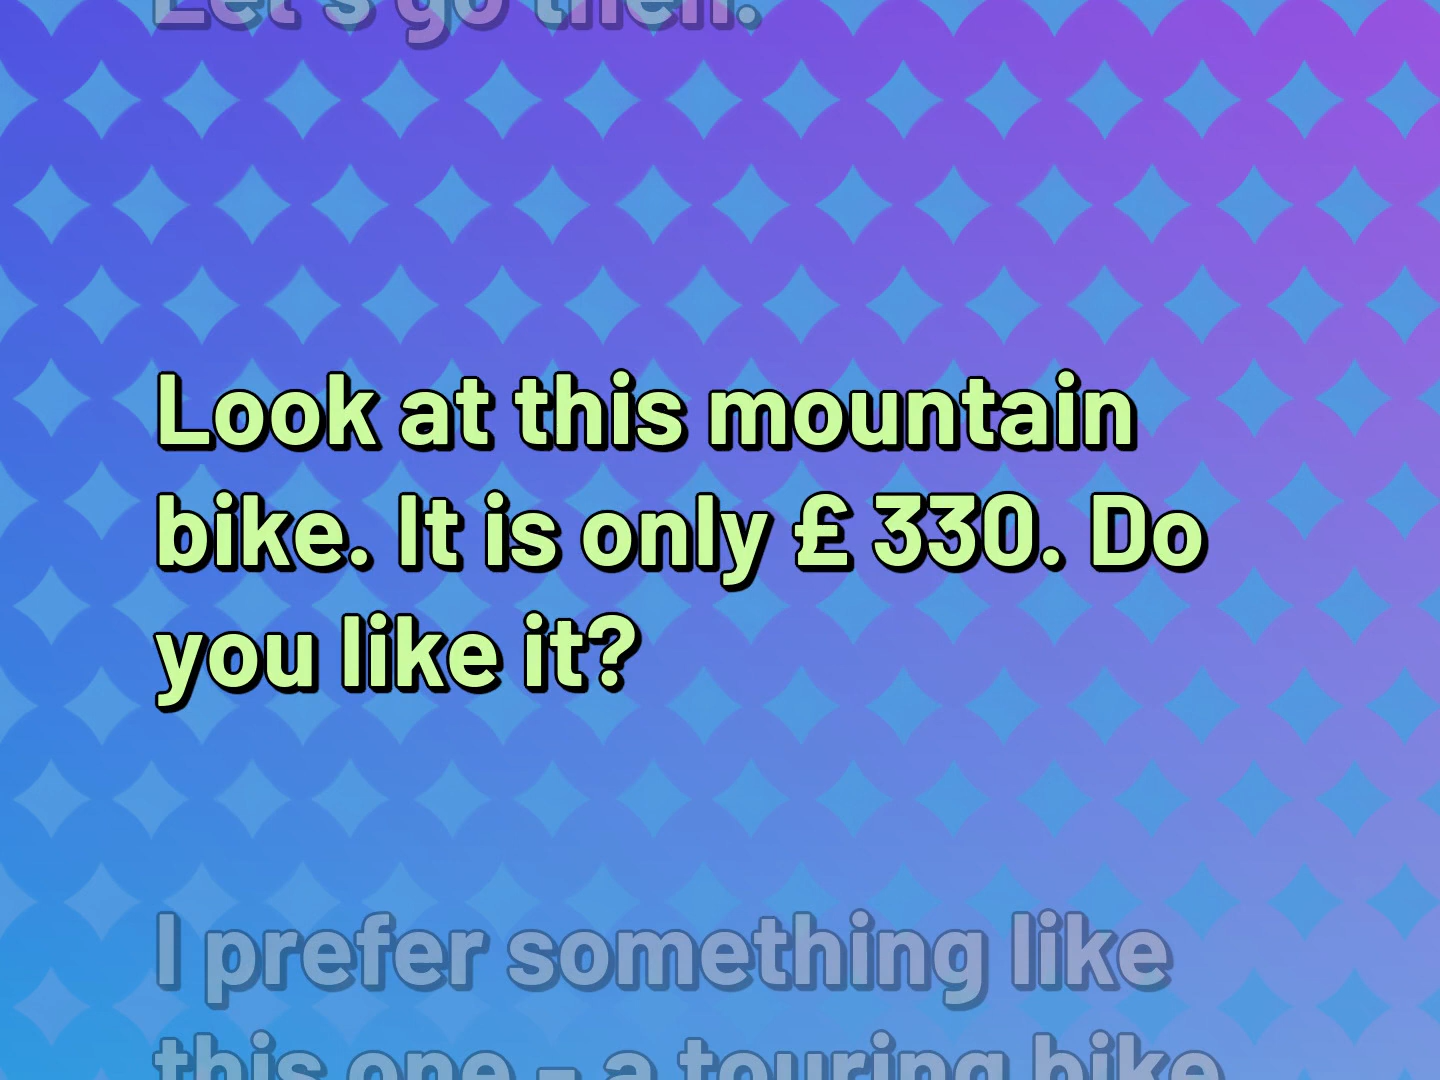 Let's go then.
Look at this mountain
bike. It is only £ 330. Do
you like it?
I prefer something like
this one - a touring bike